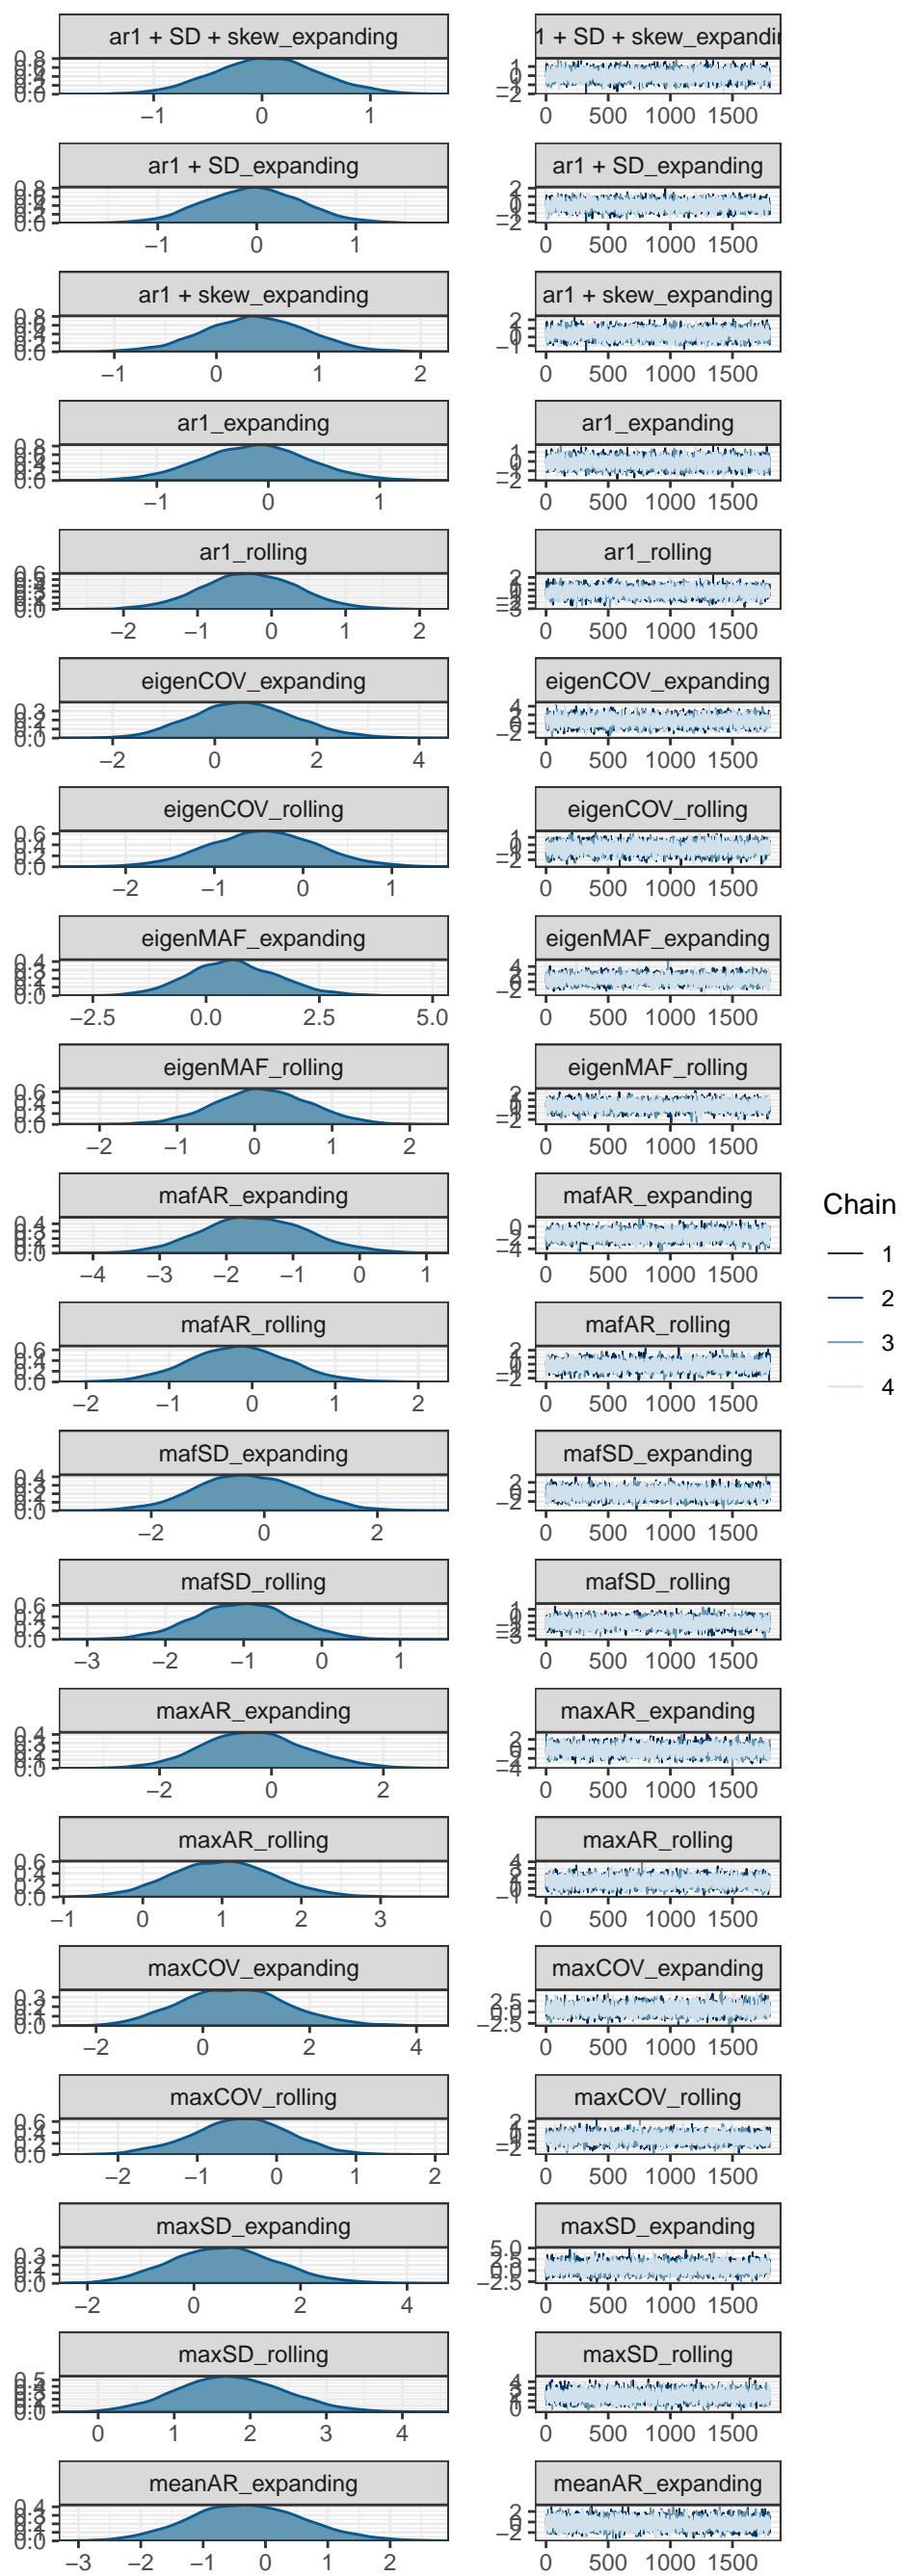 ar1 + SD + skew_expanding
1 + SD + skew_expandi
0.8
0.0
1
0
−2
−1 0 1
0 500 1000 1500
ar1 + SD_expanding
ar1 + SD_expanding
0.8
0.0
2
−2
−1 0 1
0 500 1000 1500
ar1 + skew_expanding
ar1 + skew_expanding
0.8
0.0
2
−1
−1 0 1 2
0 500 1000 1500
ar1_expanding
ar1_expanding
0.8
0.0
1
−2
−1 0 1
0 500 1000 1500
ar1_rolling
ar1_rolling
0.6
0.0
2
−3
−2 −1 0 1 2
0 500 1000 1500
eigenCOV_expanding
eigenCOV_expanding
0.3
0.0
4
−2
−2 0 2 4
0 500 1000 1500
eigenCOV_rolling
eigenCOV_rolling
0.6
0.0
1
−2
−2 −1 0 1
0 500 1000 1500
eigenMAF_expanding
eigenMAF_expanding
0.4
0.0
4
−2
−2.5 0.0 2.5 5.0
0 500 1000 1500
eigenMAF_rolling
eigenMAF_rolling
0.6
0.0
2
−2
−2 −1 0 1 2
0 500 1000 1500
mafAR_expanding
mafAR_expanding
0.4
0.0
0
−2
−4
−4 −3 −2 −1 0 1
0 500 1000 1500
Chain
1
2
3
4
mafAR_rolling
mafAR_rolling
0.6
0.0
2
−2
−2 −1 0 1 2
0 500 1000 1500
mafSD_expanding
mafSD_expanding
0.4
0.0
2
−2
−2 0 2
0 500 1000 1500
mafSD_rolling
mafSD_rolling
0.6
0.0
1
−3
−3 −2 −1 0 1
0 500 1000 1500
maxAR_expanding
maxAR_expanding
0.4
0.0
2
−4
−2 0 2
0 500 1000 1500
maxAR_rolling
maxAR_rolling
0.6
0.0
4
−1
−1 0 1 2 3
0 500 1000 1500
maxCOV_expanding
maxCOV_expanding
0.3
0.0
2.5
−2.5
−2 0 2 4
0 500 1000 1500
maxCOV_rolling
maxCOV_rolling
0.6
0.0
2
−2
−2 −1 0 1 2
0 500 1000 1500
maxSD_expanding
maxSD_expanding
0.3
0.0
5.0
−2.5
−2 0 2 4
0 500 1000 1500
maxSD_rolling
maxSD_rolling
0.5
0.0
4
0
0 1 2 3 4
0 500 1000 1500
meanAR_expanding
meanAR_expanding
0.4
0.0
2
−2
−3 −2 −1 0 1 2
0 500 1000 1500